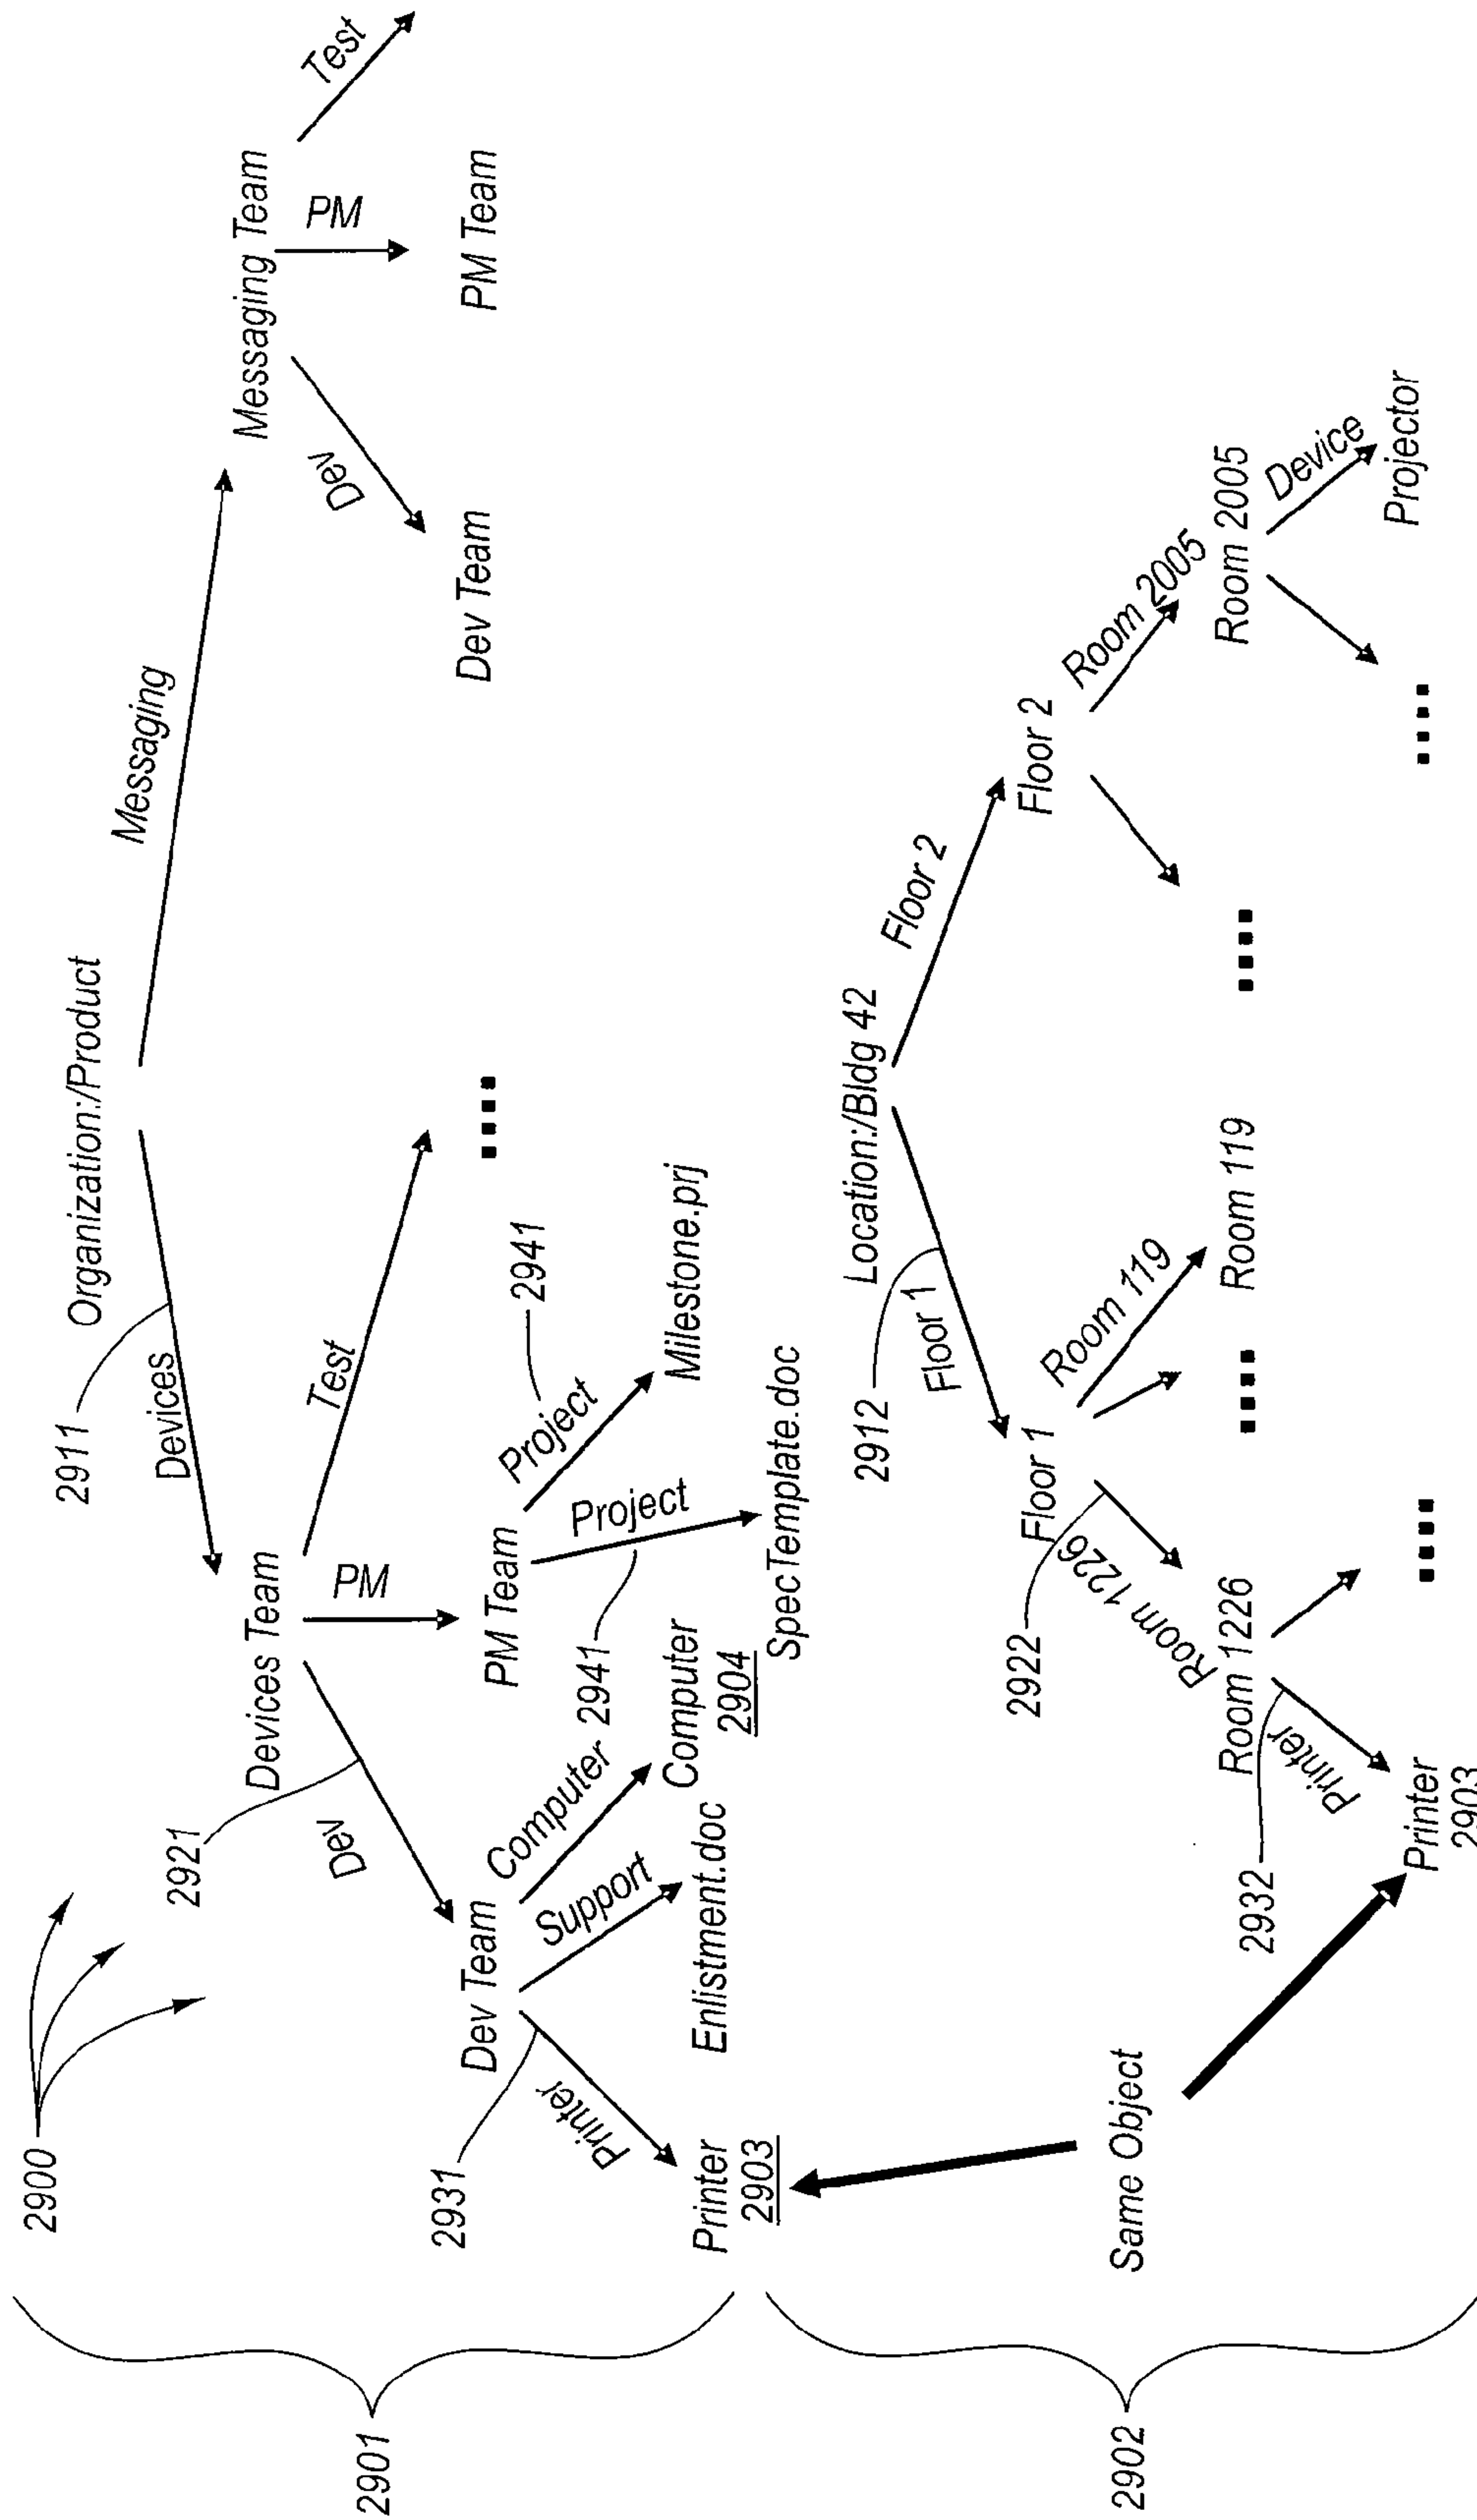 2900
2901
2911
Organization:/Product
Devices
Messaging
2921
Devices Team
Messaging Team
Dev
PM
Test
Dev
PM
Test
2931
Dev Team
PM Team
2941
Dev Team
PM Team
Printer
Support
Computer
2941
Project
Project
....
Printer
2903
Enlistment.doc
Computer
2904
SpecTemplate.doc
Milestone.prj
2902
2912
Location:/Bldg 42
Floor 1
Floor 2
2922
Floor 1
Floor 2
Same Object
Room 1226
Room 119
Room 2005
2932
Room 1226
....
Room 119
....
Room 2005
Printer
Device
Printer
2903
....
....
Projector